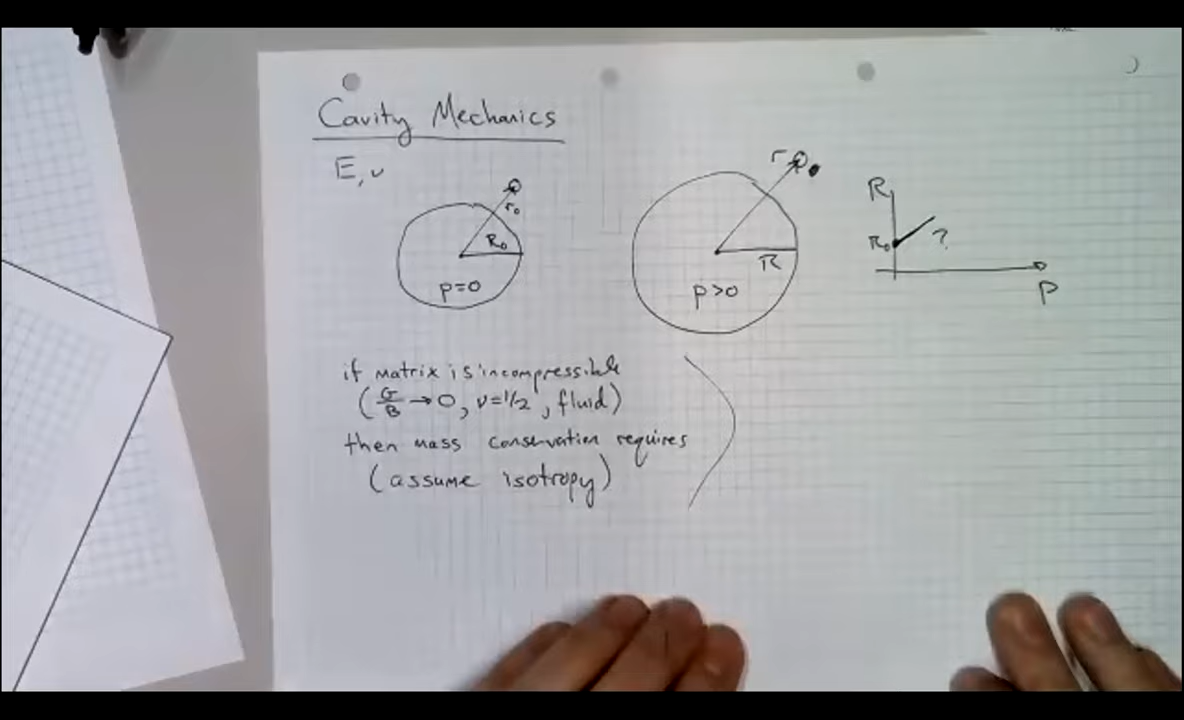 Cavity Mechanics
E, ν
r₀
R₀
p=0
r
R
p>0
R
R₀
?
P
if matrix is incompressible
(G/B → 0, ν=1/2, fluid)
then mass conservation requires
(assume isotropy)